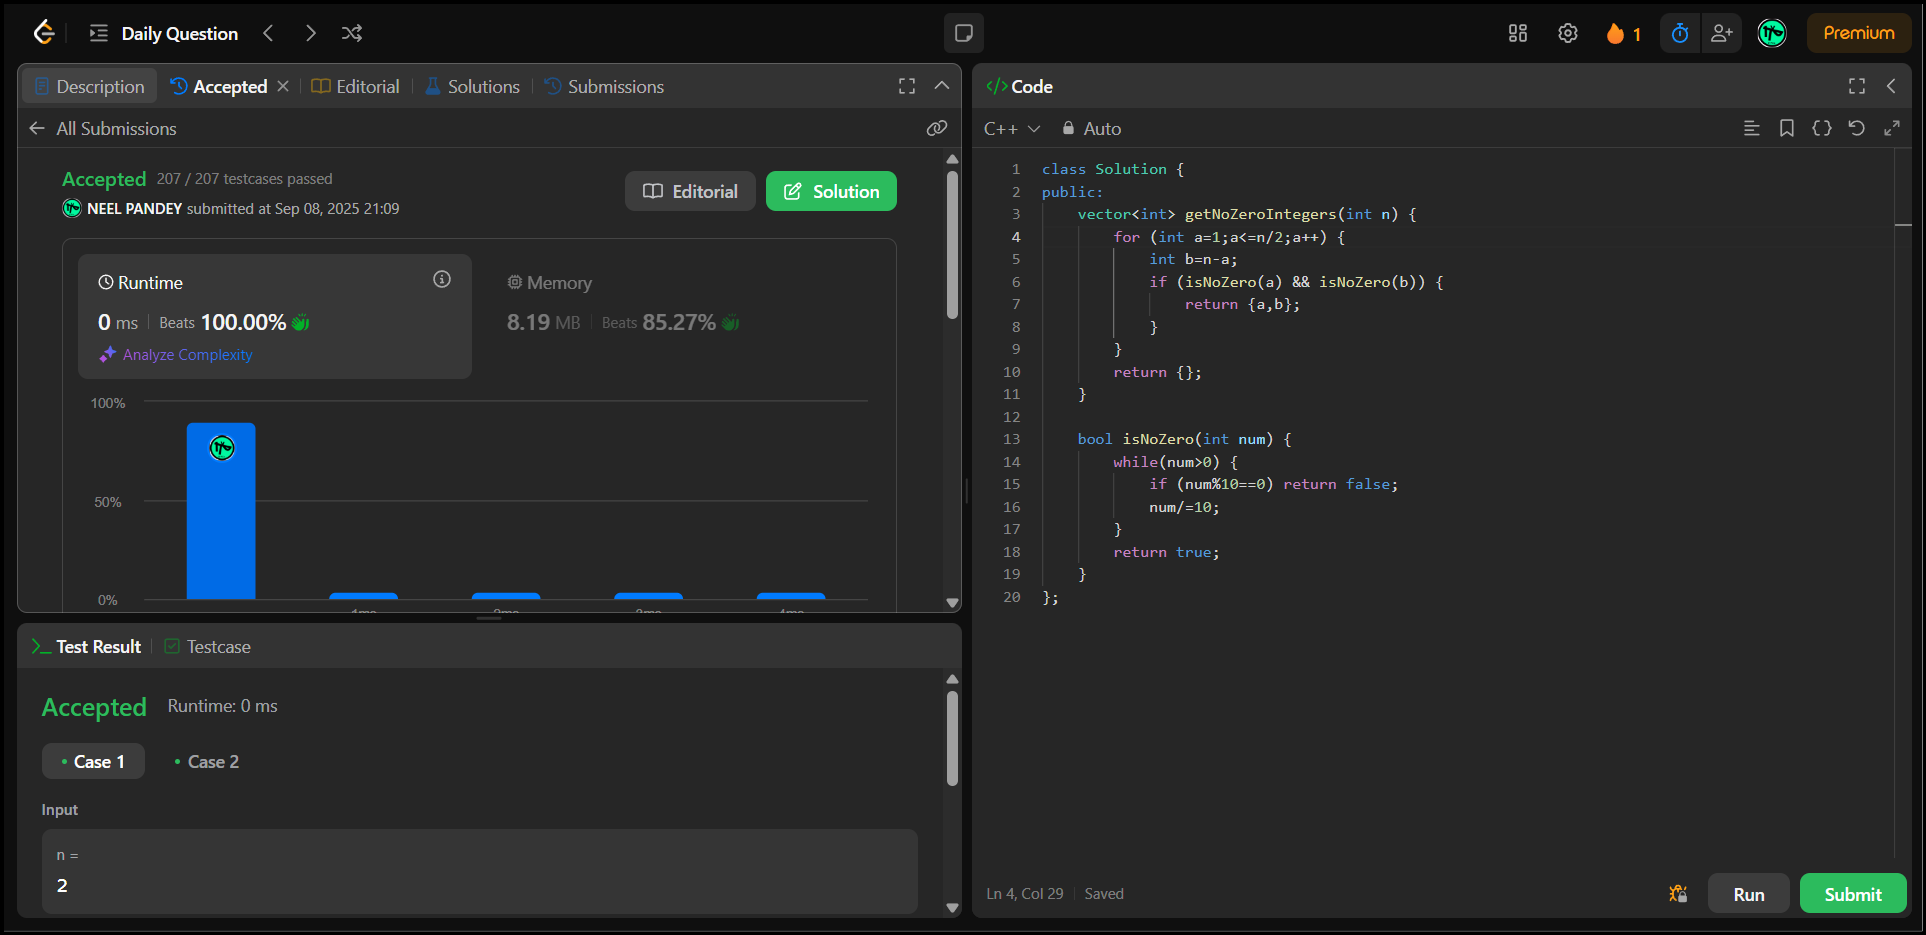 Daily Question
1
Premium
Description
Accepted
Editorial
Solutions
Submissions
All Submissions
Accepted 207 / 207 testcases passed
NEEL PANDEY submitted at Sep 08, 2025 21:09
Editorial
Solution
Runtime
0 ms Beats 100.00%
Analyze Complexity
Memory
8.19 MB Beats 85.27%
100%
50%
0%
1ms 2ms 3ms 4ms
Test Result
Testcase
Accepted Runtime: 0 ms
Case 1
Case 2
Input
n =
2
</> Code
C++
Auto
1 class Solution {
2 public:
3 vector<int> getNoZeroIntegers(int n) {
4 for (int a=1;a<=n/2;a++) {
5 int b=n-a;
6 if (isNoZero(a) && isNoZero(b)) {
7 return {a,b};
8 }
9 }
10 return {};
11 }
12
13 bool isNoZero(int num) {
14 while(num>0) {
15 if (num%10==0) return false;
16 num/=10;
17 }
18 return true;
19 }
20 };
Ln 4, Col 29 Saved
Run
Submit